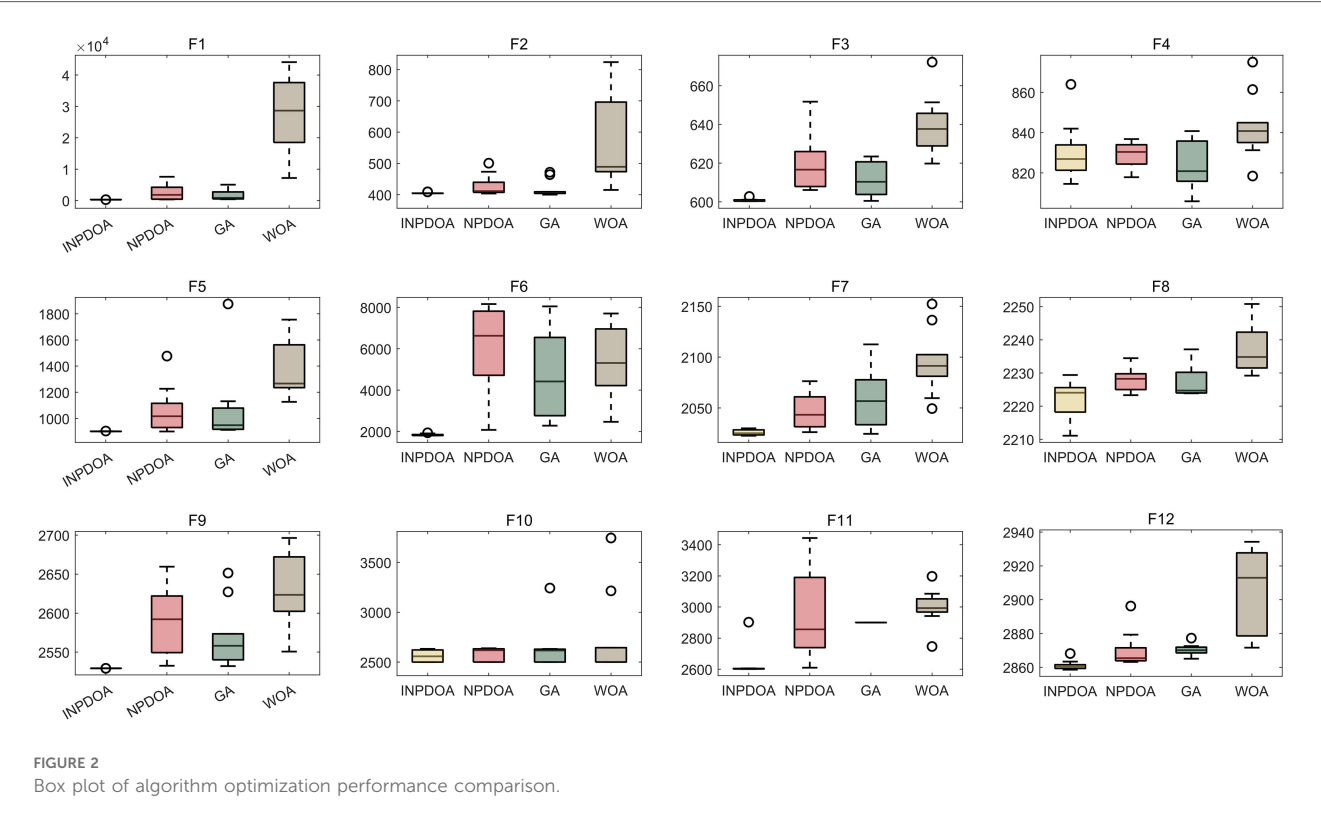 F1
×10⁴
4
3
2
1
0
INPDOA NPDOA GA WOA
F2
800
700
600
500
400
INPDOA NPDOA GA WOA
F3
660
640
620
600
INPDOA NPDOA GA WOA
F4
860
840
820
INPDOA NPDOA GA WOA
F5
1800
1600
1400
1200
1000
INPDOA NPDOA GA WOA
F6
8000
6000
4000
2000
INPDOA NPDOA GA WOA
F7
2150
2100
2050
INPDOA NPDOA GA WOA
F8
2250
2240
2230
2220
2210
INPDOA NPDOA GA WOA
F9
2700
2650
2600
2550
INPDOA NPDOA GA WOA
F10
3500
3000
2500
INPDOA NPDOA GA WOA
F11
3400
3200
3000
2800
2600
INPDOA NPDOA GA WOA
F12
2940
2920
2900
2880
2860
INPDOA NPDOA GA WOA
FIGURE 2
Box plot of algorithm optimization performance comparison.